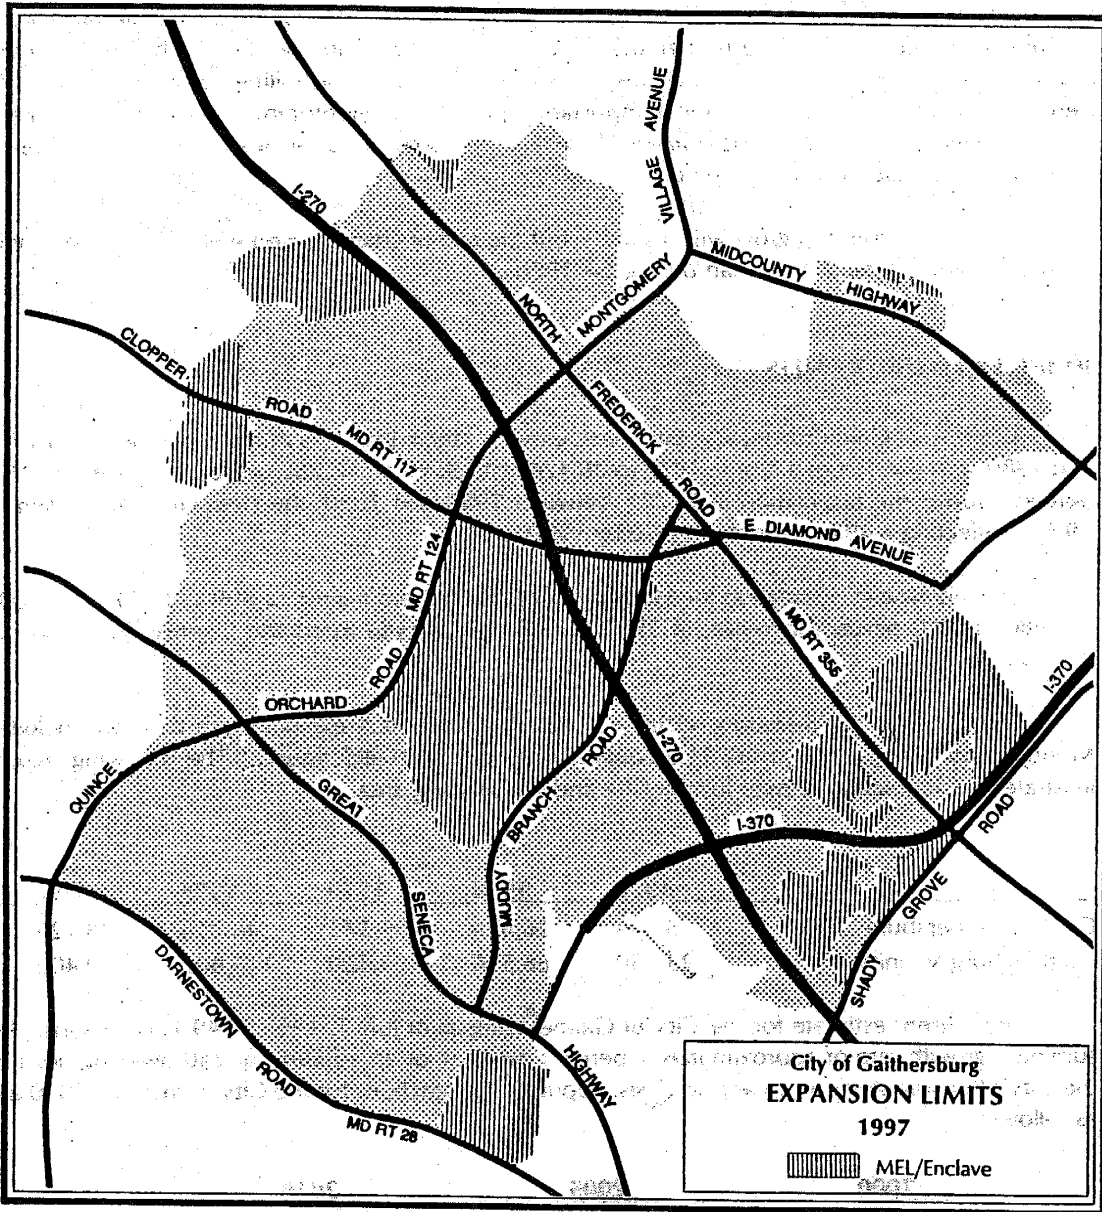 VILLAGE AVENUE
I-270
MIDCOUNTY HIGHWAY
NORTH
MONTGOMERY
CLOPPER ROAD
MD RT 117
FREDERICK ROAD
E DIAMOND AVENUE
MD RT 124
MD RT 355
ORCHARD ROAD
I-370
QUINCE
GREAT
ROAD
I-270
BRANCH
I-370
ROAD
MUDDY
SENECA
GROVE
SHADY
DARNESTOWN
ROAD
HIGHWAY
MD RT 28
City of Gaithersburg
EXPANSION LIMITS
1997
MEL/Enclave